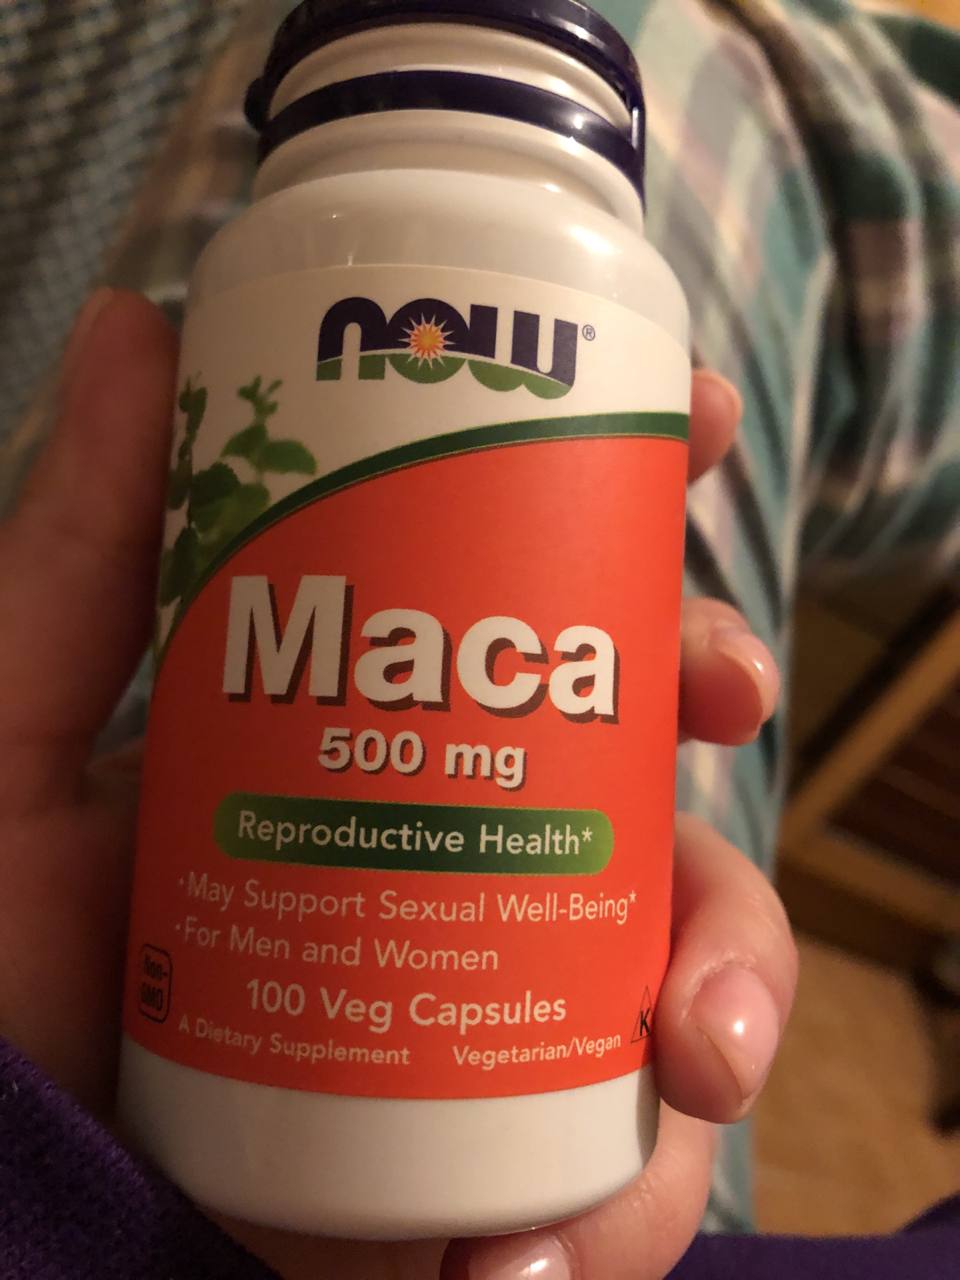 NOW®
Maca
500 mg
Reproductive Health*
•May Support Sexual Well-Being*
•For Men and Women
Non-
GMO
100 Veg Capsules
A Dietary Supplement
Vegetarian/Vegan
K